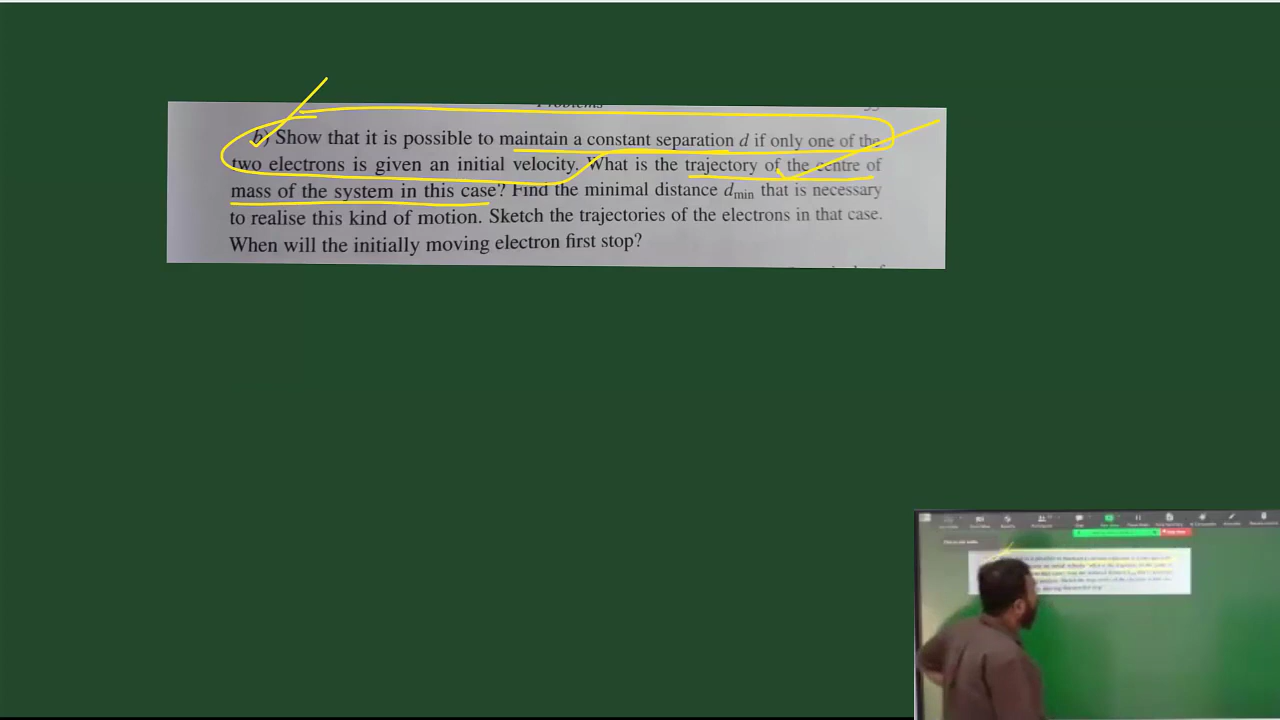 Problems
b) Show that it is possible to maintain a constant separation d if only one of the
two electrons is given an initial velocity. What is the trajectory of the centre of
mass of the system in this case? Find the minimal distance dmin that is necessary
to realise this kind of motion. Sketch the trajectories of the electrons in that case.
When will the initially moving electron first stop?